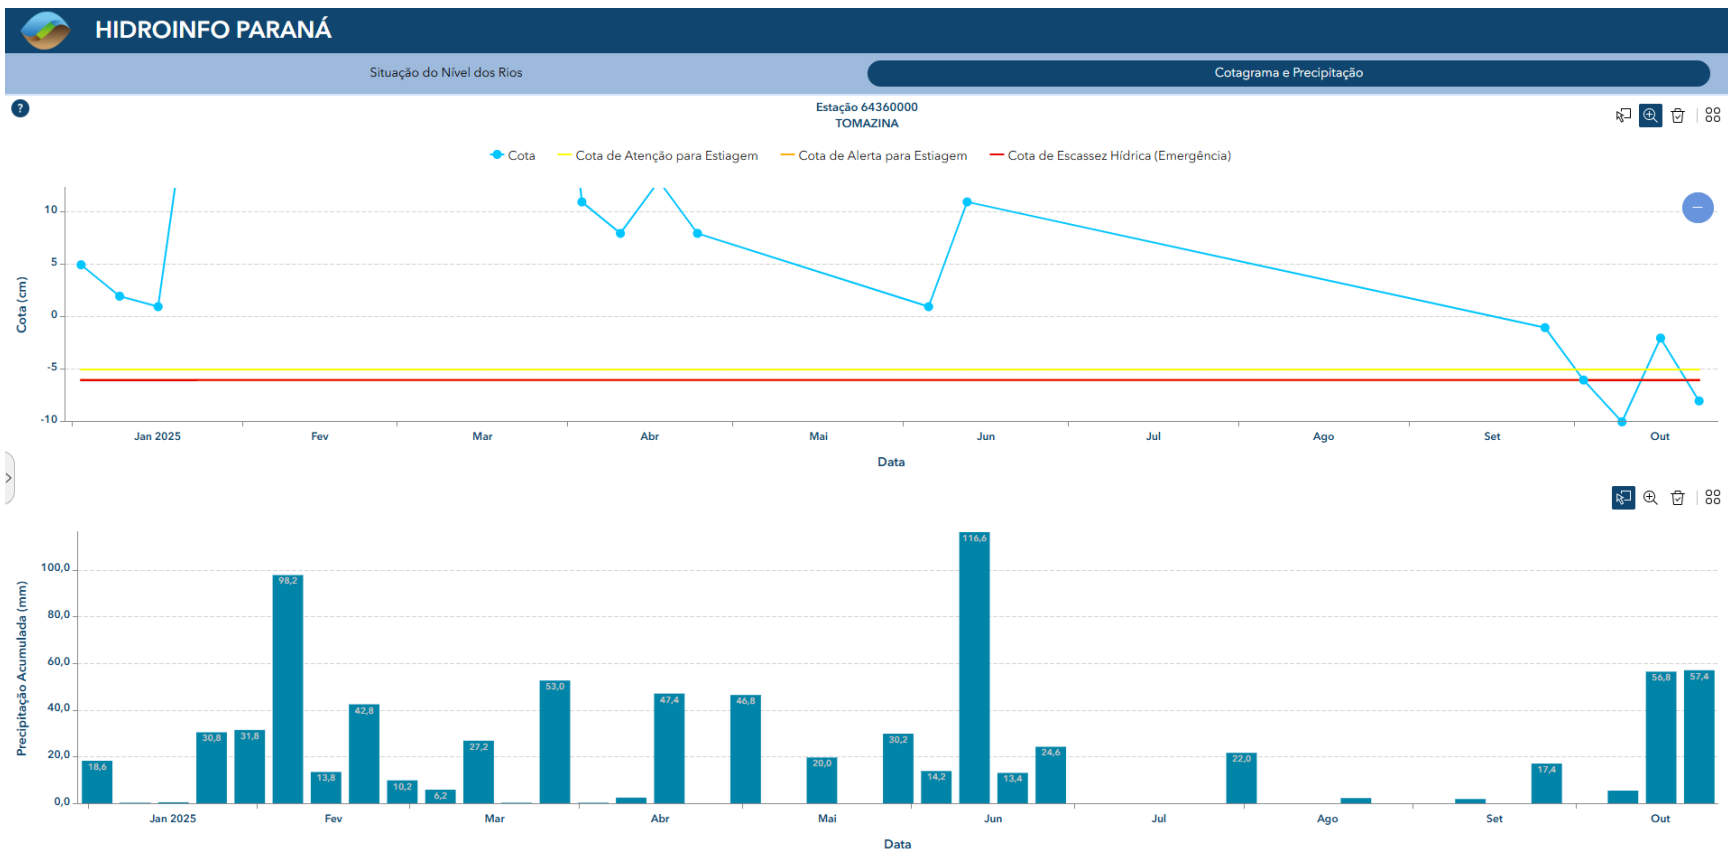 HIDROINFO PARANÁ
Situação do Nível dos Rios
Cotagrama e Precipitação
?
Estação 64360000
TOMAZINA
Cota
Cota de Atenção para Estiagem
Cota de Alerta para Estiagem
Cota de Escassez Hídrica (Emergência)
Cota (cm)
10
5
0
-5
-10
Jan 2025
Fev
Mar
Abr
Mai
Jun
Jul
Ago
Set
Out
Data
Precipitação Acumulada (mm)
100,0
80,0
60,0
40,0
20,0
0,0
18,6
30,8
31,8
98,2
13,8
42,8
10,2
6,2
27,2
53,0
47,4
46,8
20,0
30,2
14,2
116,6
13,4
24,6
22,0
17,4
56,8
57,4
Jan 2025
Fev
Mar
Abr
Mai
Jun
Jul
Ago
Set
Out
Data